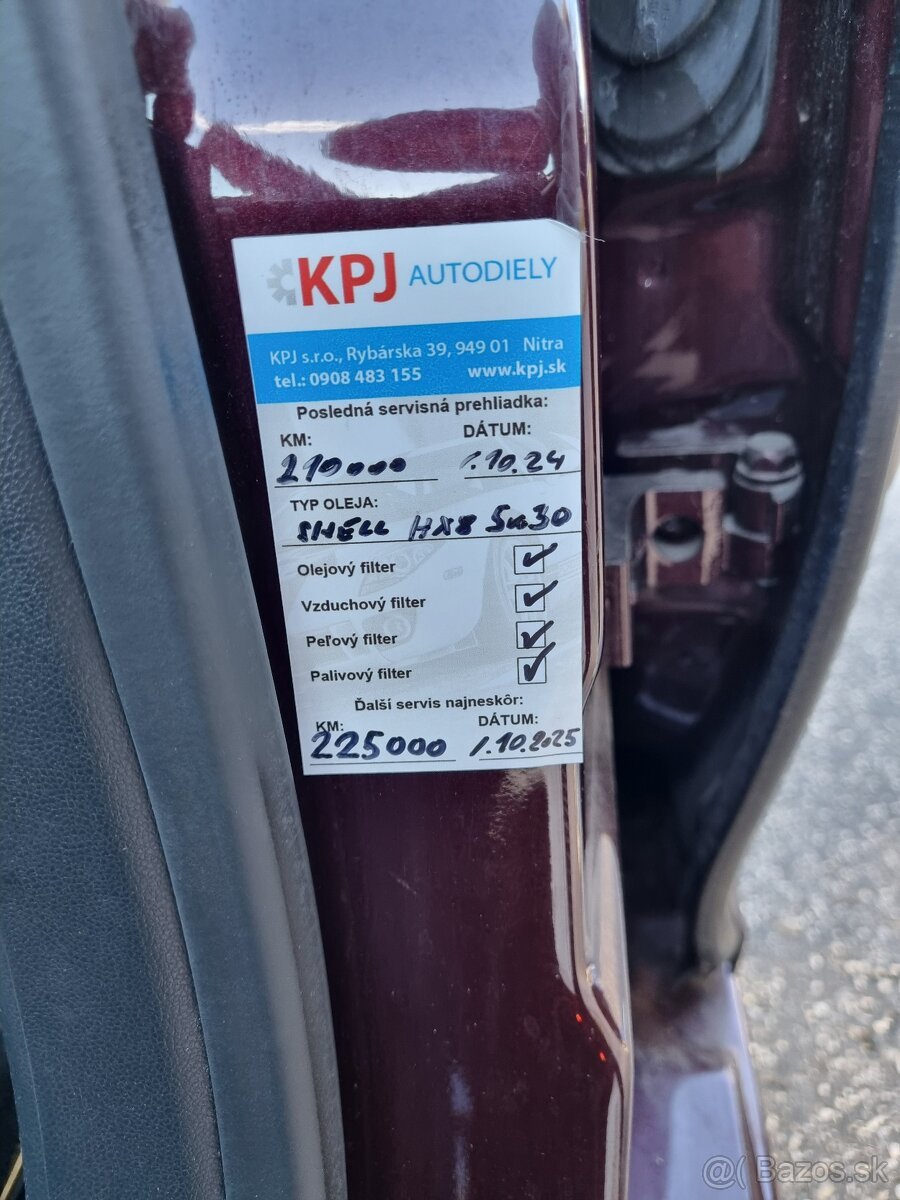 KPJ AUTODIELY
KPJ s.r.o., Rybárska 39, 949 01 Nitra
tel.: 0908 483 155 www.kpj.sk
Posledná servisná prehliadka:
KM: DÁTUM:
210000 1.10.24
TYP OLEJA:
SHELL HX8 5w30
Olejový filter
Vzduchový filter
Peľový filter
Palivový filter
Ďalší servis najneskôr:
KM: DÁTUM:
225000 1.10.2025
@( Bazos.sk